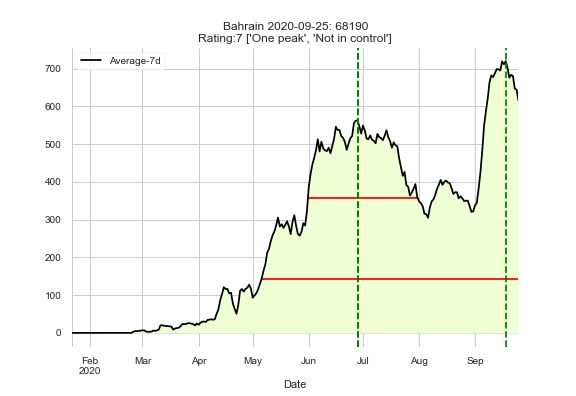 Bahrain 2020-09-25: 68190
Rating:7 ['One peak', 'Not in control']
Average-7d
700
600
500
400
300
200
100
0
Feb Mar Apr May Jun Jul Aug Sep
2020
Date